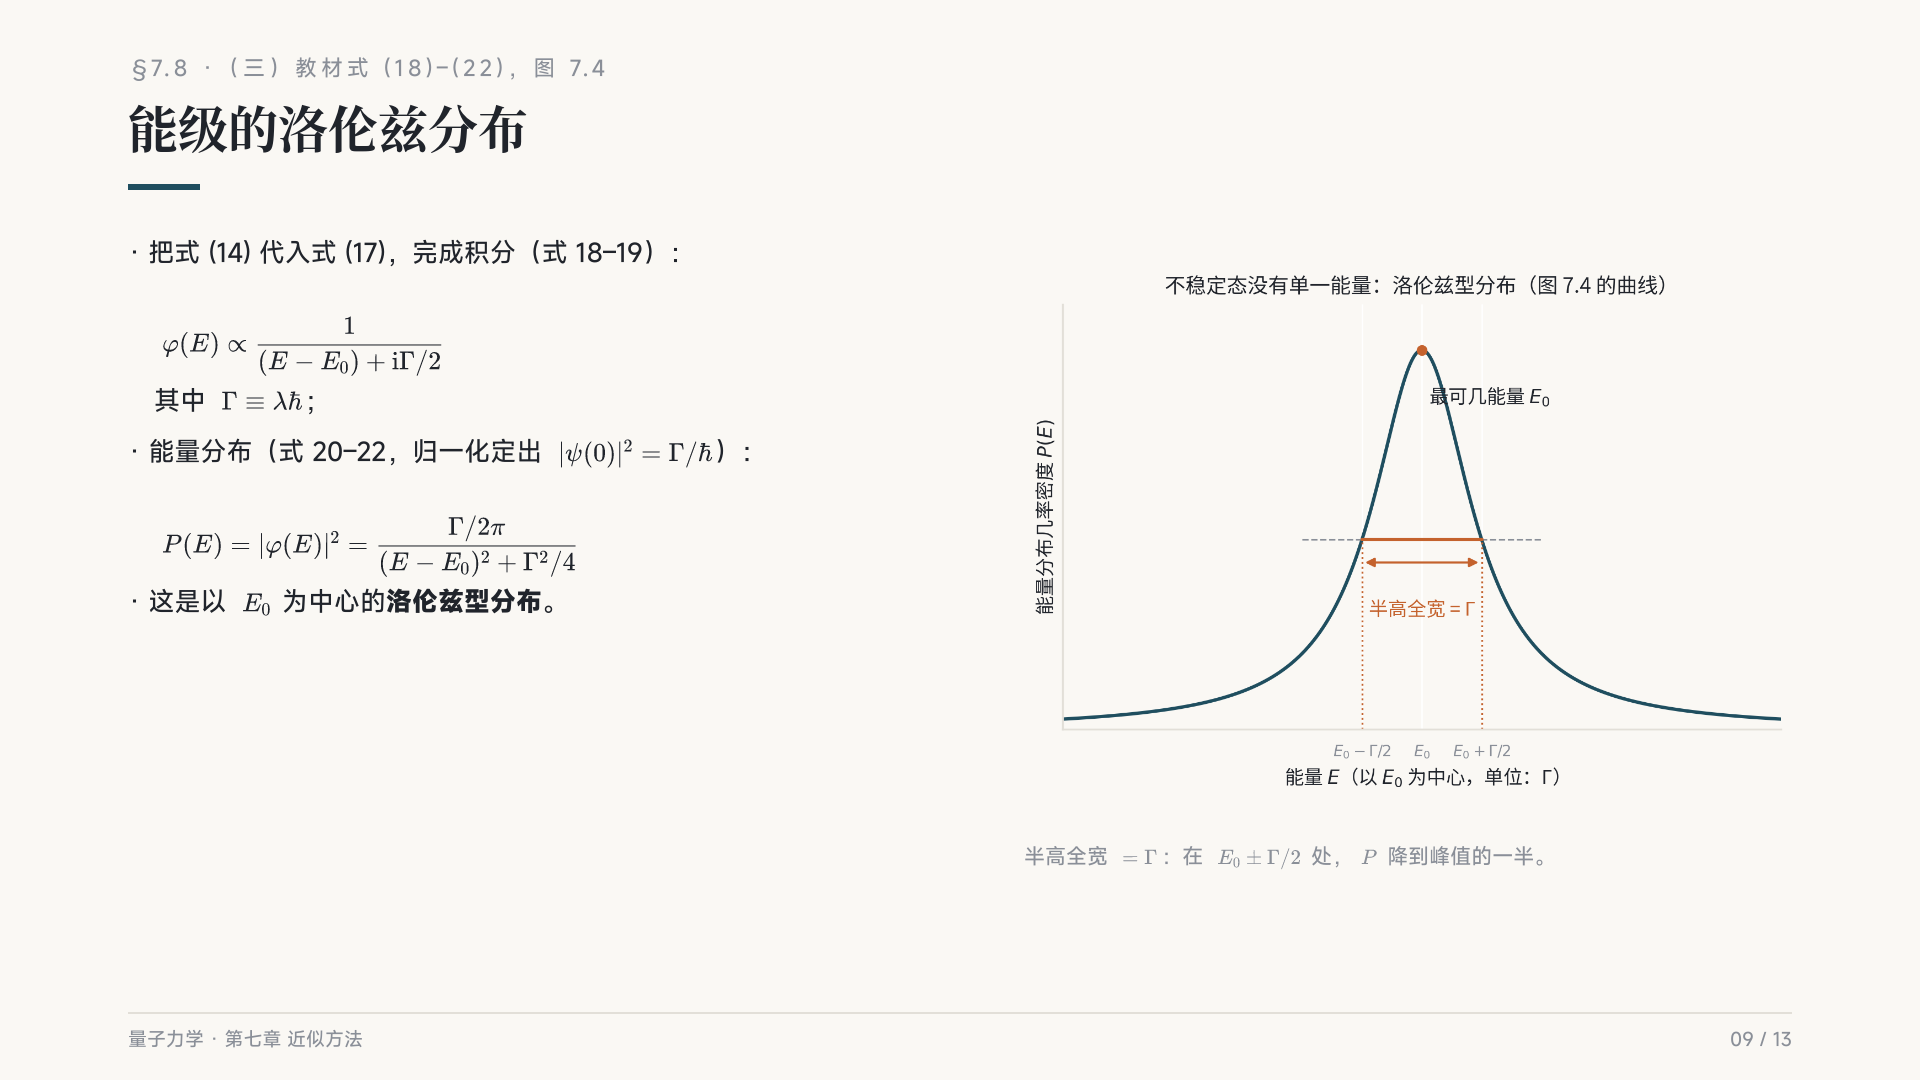 §7.8 · （三）教材式 (18)–(22)，图 7.4
能级的洛伦兹分布
· 把式 (14) 代入式 (17)，完成积分（式 18–19）：
φ(E) ∝ 1 / ((E − E₀) + iΓ/2)
其中 Γ ≡ λħ；
· 能量分布（式 20–22，归一化定出 |ψ(0)|² = Γ/ħ）：
P(E) = |φ(E)|² = (Γ/2π) / ((E − E₀)² + Γ²/4)
· 这是以 E₀ 为中心的洛伦兹型分布。
不稳定态没有单一能量：洛伦兹型分布（图 7.4 的曲线）
最可几能量 E₀
能量分布几率密度 P(E)
半高全宽 = Γ
E₀ − Γ/2 E₀ E₀ + Γ/2
能量 E（以 E₀ 为中心，单位：Γ）
半高全宽 = Γ：在 E₀ ± Γ/2 处， P 降到峰值的一半。
量子力学 · 第七章 近似方法
09 / 13